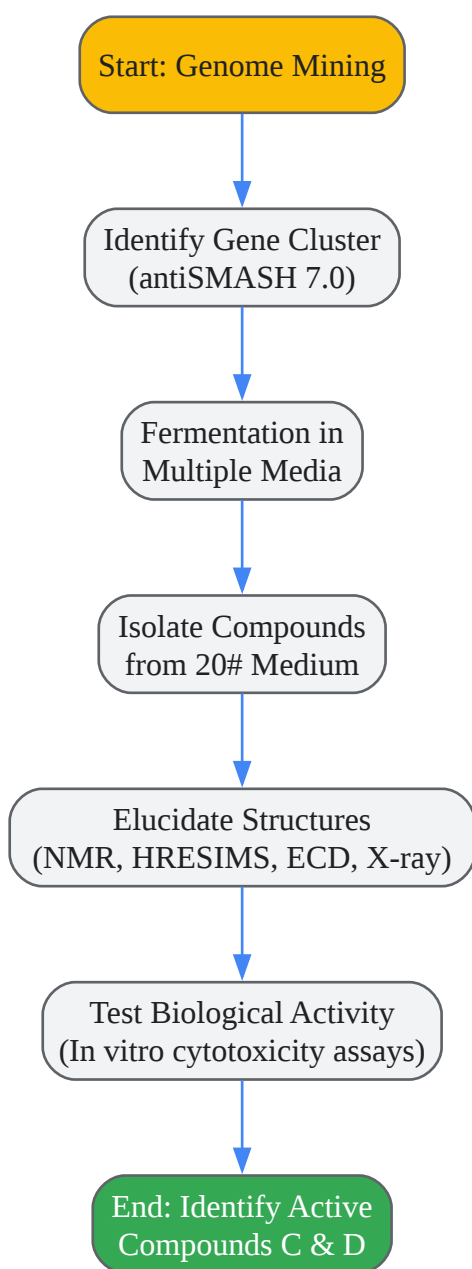 Start: Genome Mining
Identify Gene Cluster
(antiSMASH 7.0)
Fermentation in
Multiple Media
Isolate Compounds
from 20# Medium
Elucidate Structures
(NMR, HRESIMS, ECD, X-ray)
Test Biological Activity
(In vitro cytotoxicity assays)
End: Identify Active
Compounds C & D